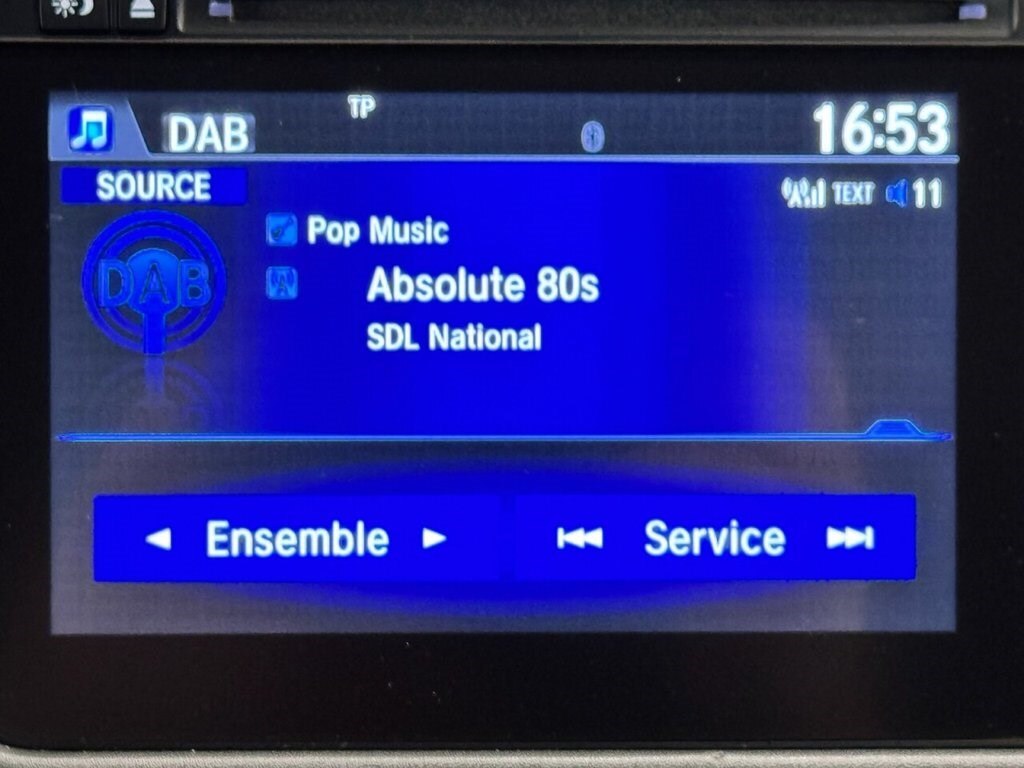 TP
DAB
16:53
SOURCE
TEXT 11
DAB
Pop Music
Absolute 80s
SDL National
Ensemble
Service